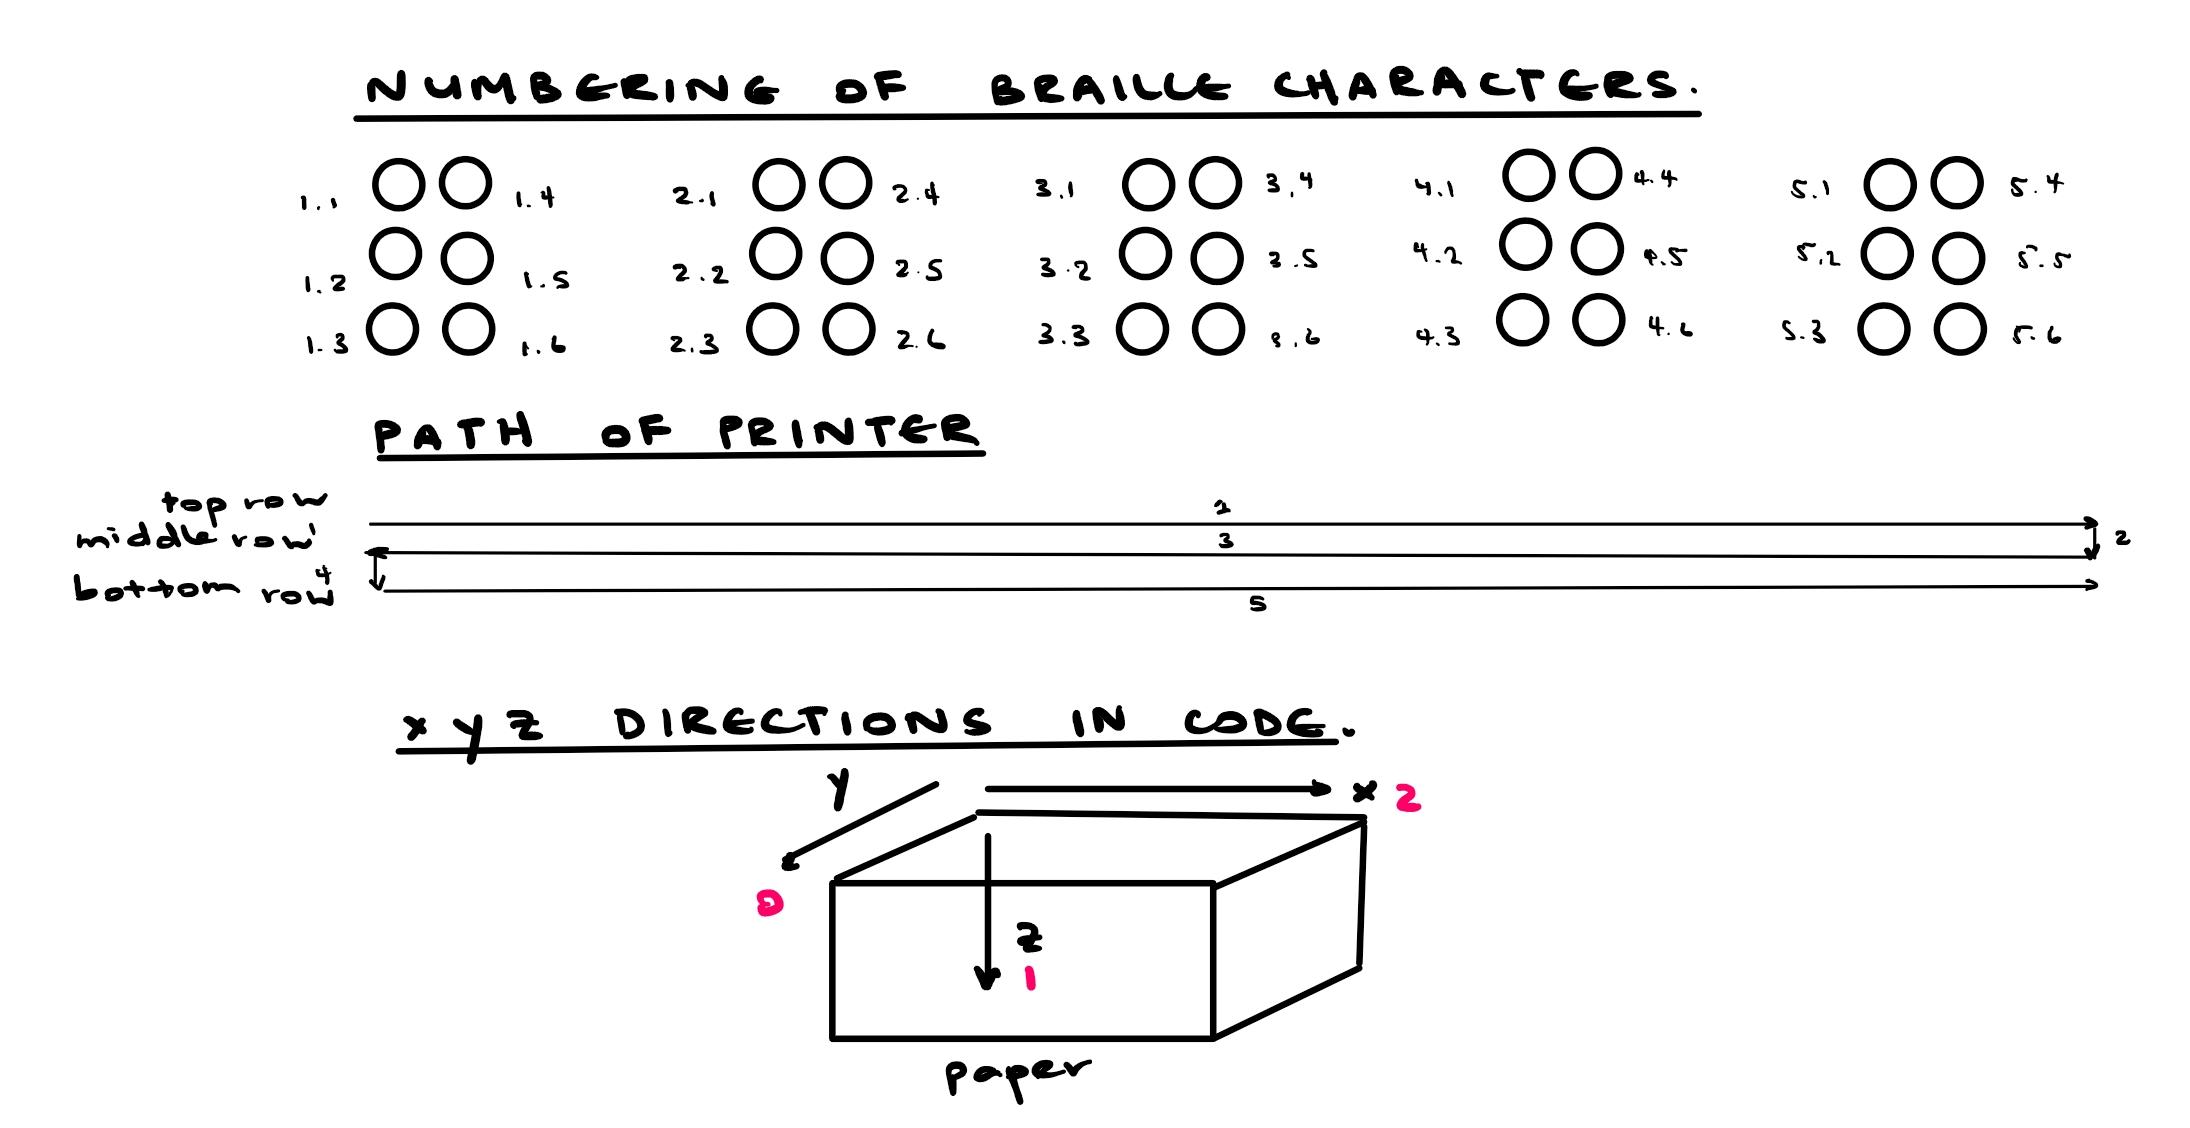 NUMBERING OF BRAILLE CHARACTERS.
1.1 1.4 2.1 2.4 3.1 3.4 4.1 4.4 5.1 5.4
1.2 1.5 2.2 2.5 3.2 3.5 4.2 4.5 5.2 5.5
1.3 1.6 2.3 2.6 3.3 3.6 4.3 4.6 5.3 5.6
PATH OF PRINTER
top row 1
middle row 3 2
bottom row 4
5
x y z DIRECTIONS IN CODE.
y x 2
0
z
1
paper